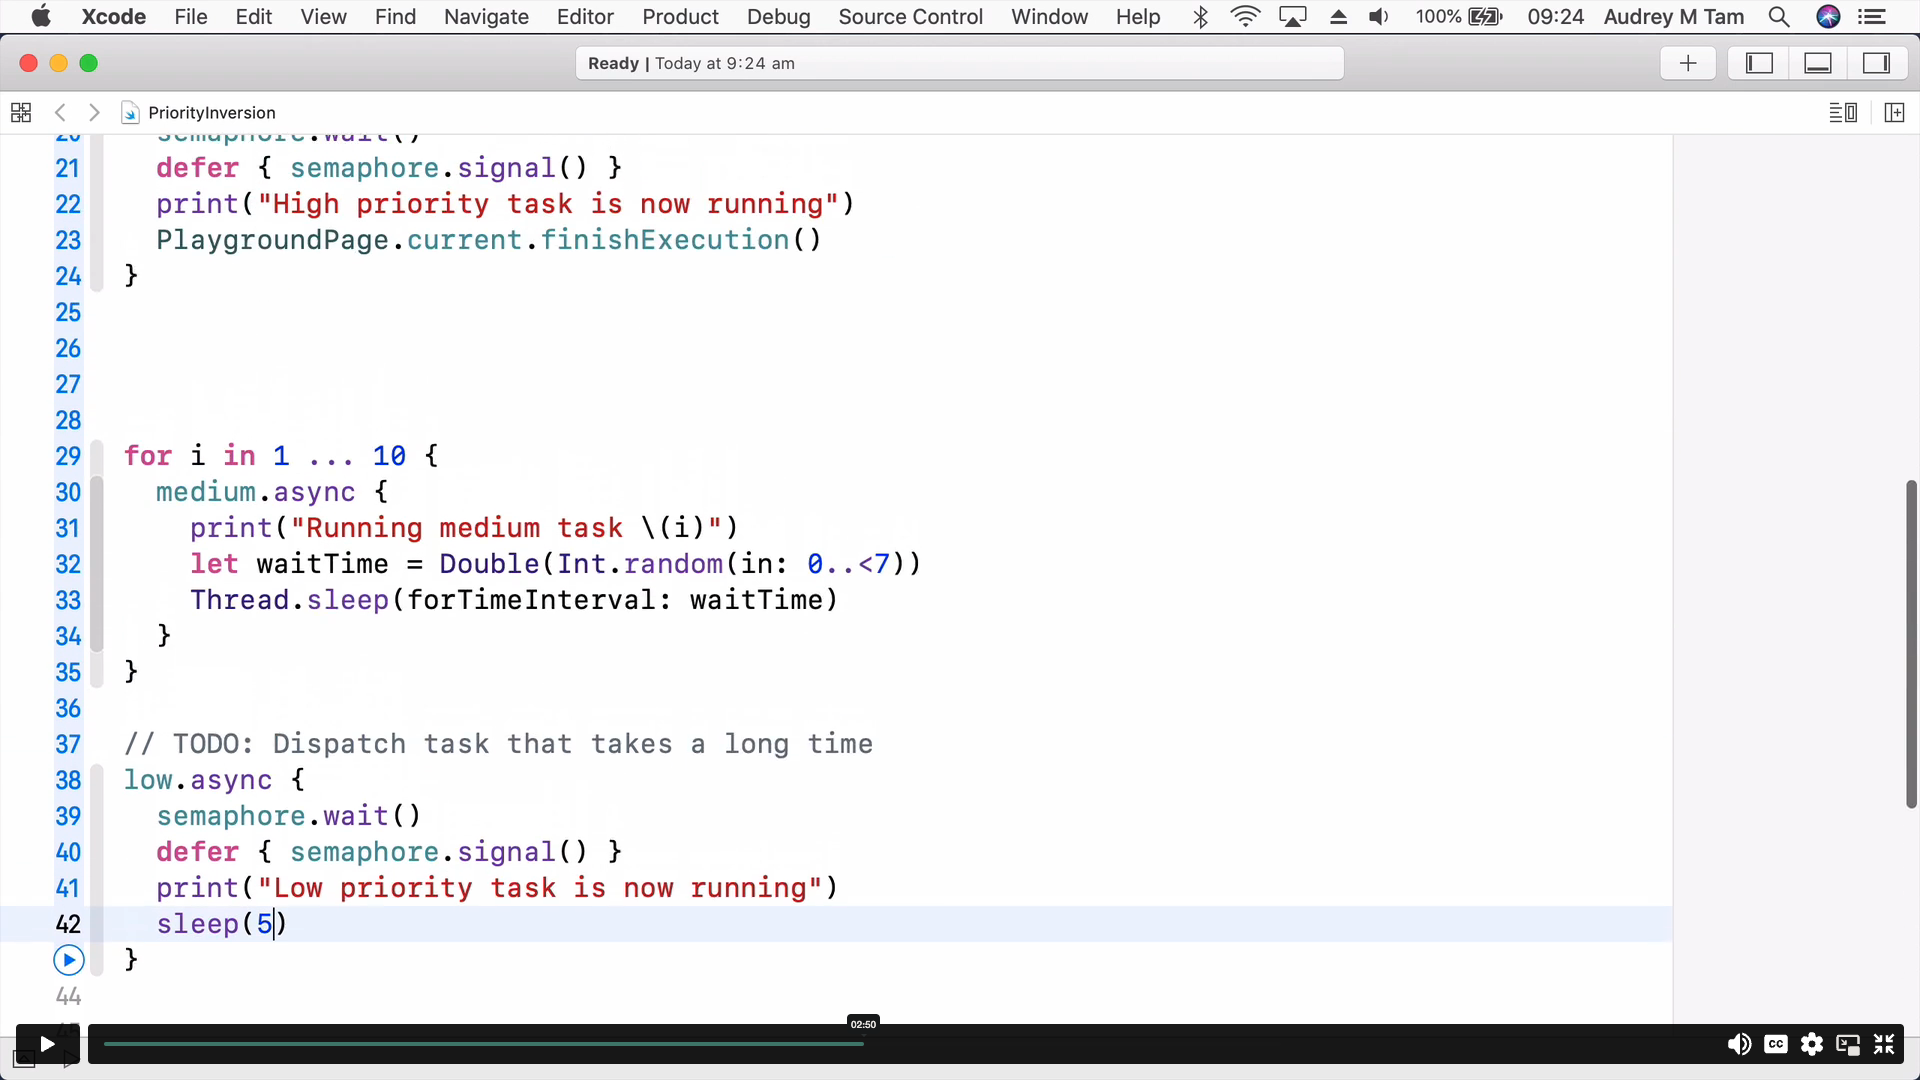 Xcode File Edit View Find Navigate Editor Product Debug Source Control Window Help 100% 09:24 Audrey M Tam
Ready | Today at 9:24 am
PriorityInversion
20 semaphore.wait()
21 defer { semaphore.signal() }
22 print("High priority task is now running")
23 PlaygroundPage.current.finishExecution()
24 }
25
26
27
28
29 for i in 1 ... 10 {
30 medium.async {
31 print("Running medium task \(i)")
32 let waitTime = Double(Int.random(in: 0..<7))
33 Thread.sleep(forTimeInterval: waitTime)
34 }
35 }
36
37 // TODO: Dispatch task that takes a long time
38 low.async {
39 semaphore.wait()
40 defer { semaphore.signal() }
41 print("Low priority task is now running")
42 sleep(5)
}
44
02:50
CC